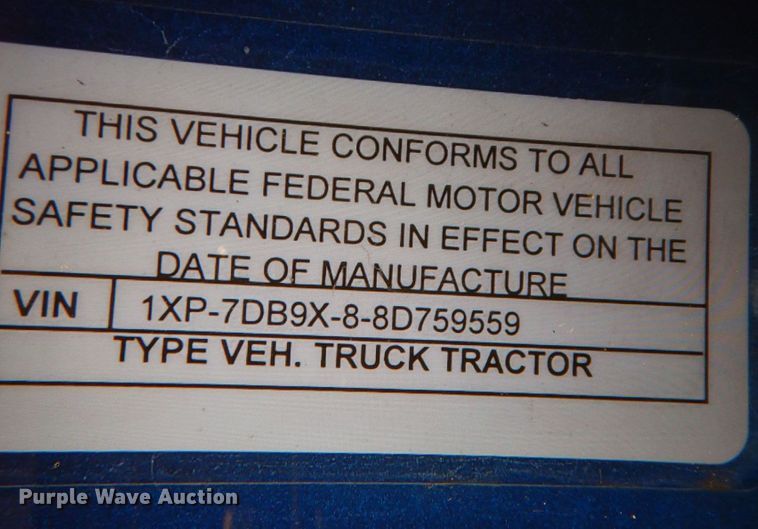 THIS VEHICLE CONFORMS TO ALL
APPLICABLE FEDERAL MOTOR VEHICLE
SAFETY STANDARDS IN EFFECT ON THE
DATE OF MANUFACTURE
VIN 1XP-7DB9X-8-8D759559
TYPE VEH. TRUCK TRACTOR
Purple Wave Auction